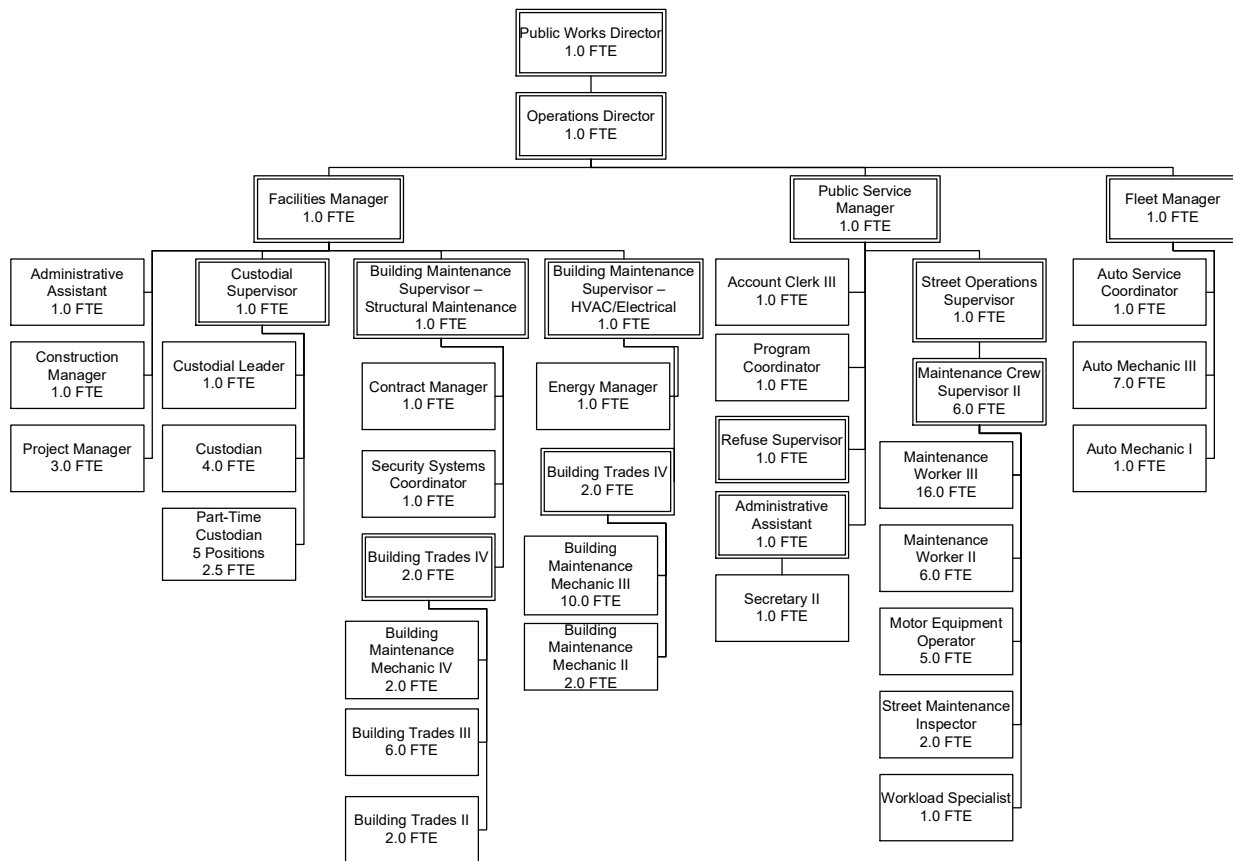 Public Works Director
1.0 FTE
Operations Director
1.0 FTE
Facilities Manager
1.0 FTE
Public Service
Manager
1.0 FTE
Fleet Manager
1.0 FTE
Administrative
Assistant
1.0 FTE
Construction
Manager
1.0 FTE
Project Manager
3.0 FTE
Custodial
Supervisor
1.0 FTE
Custodial Leader
1.0 FTE
Custodian
4.0 FTE
Part-Time
Custodian
5 Positions
2.5 FTE
Building Maintenance
Supervisor –
Structural Maintenance
1.0 FTE
Contract Manager
1.0 FTE
Security Systems
Coordinator
1.0 FTE
Building Trades IV
2.0 FTE
Building
Maintenance
Mechanic IV
2.0 FTE
Building Trades III
6.0 FTE
Building Trades II
2.0 FTE
Building Maintenance
Supervisor –
HVAC/Electrical
1.0 FTE
Energy Manager
1.0 FTE
Building Trades IV
2.0 FTE
Building
Maintenance
Mechanic III
10.0 FTE
Building
Maintenance
Mechanic II
2.0 FTE
Account Clerk III
1.0 FTE
Program
Coordinator
1.0 FTE
Refuse Supervisor
1.0 FTE
Administrative
Assistant
1.0 FTE
Secretary II
1.0 FTE
Street Operations
Supervisor
1.0 FTE
Maintenance Crew
Supervisor II
6.0 FTE
Maintenance
Worker III
16.0 FTE
Maintenance
Worker II
6.0 FTE
Motor Equipment
Operator
5.0 FTE
Street Maintenance
Inspector
2.0 FTE
Workload Specialist
1.0 FTE
Auto Service
Coordinator
1.0 FTE
Auto Mechanic III
7.0 FTE
Auto Mechanic I
1.0 FTE